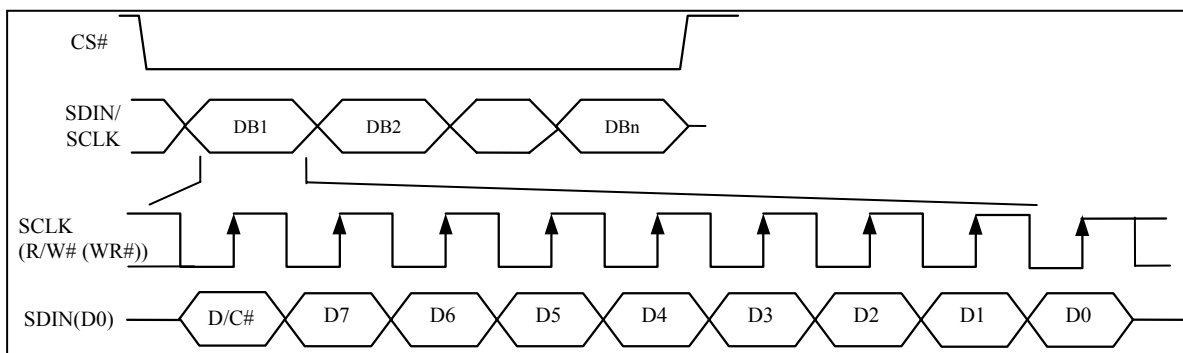 CS#
SDIN/
SCLK
DB1 DB2 DBn
SCLK
(R/W# (WR#))
SDIN(D0) D/C# D7 D6 D5 D4 D3 D2 D1 D0